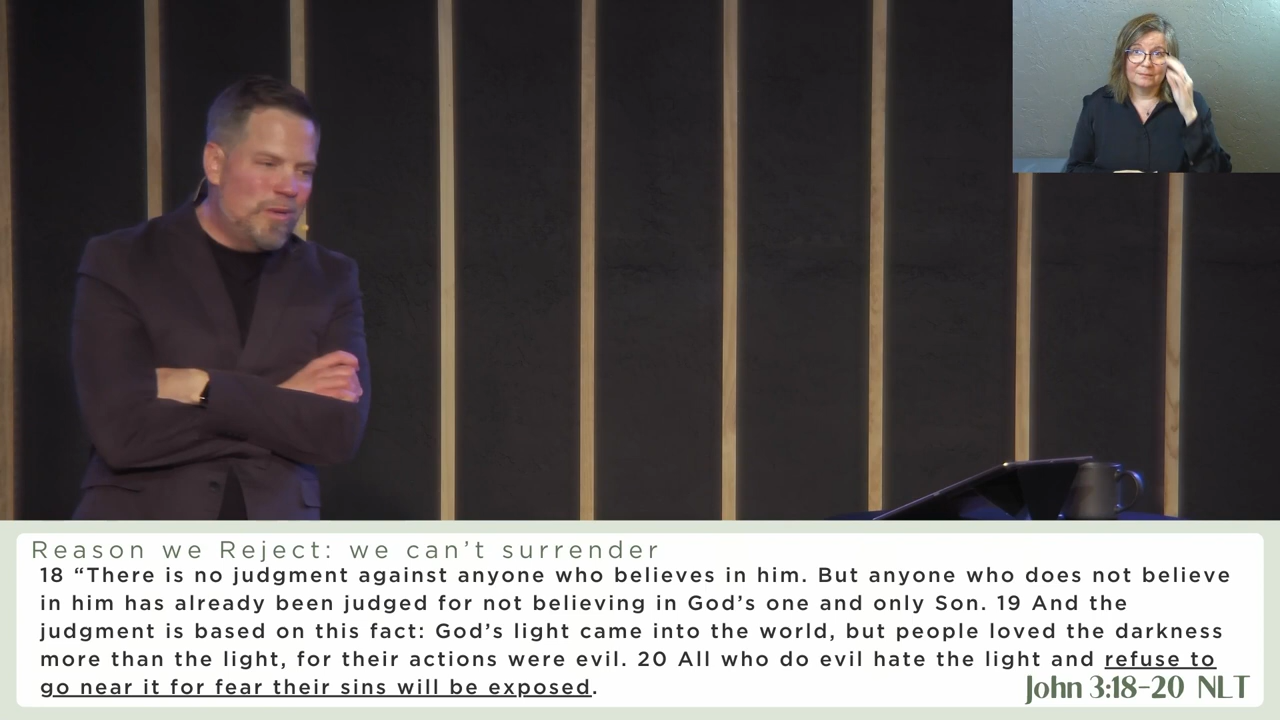 Reason we Reject: we can't surrender
18 “There is no judgment against anyone who believes in him. But anyone who does not believe
in him has already been judged for not believing in God’s one and only Son. 19 And the
judgment is based on this fact: God’s light came into the world, but people loved the darkness
more than the light, for their actions were evil. 20 All who do evil hate the light and refuse to
go near it for fear their sins will be exposed.
John 3:18-20 NLT